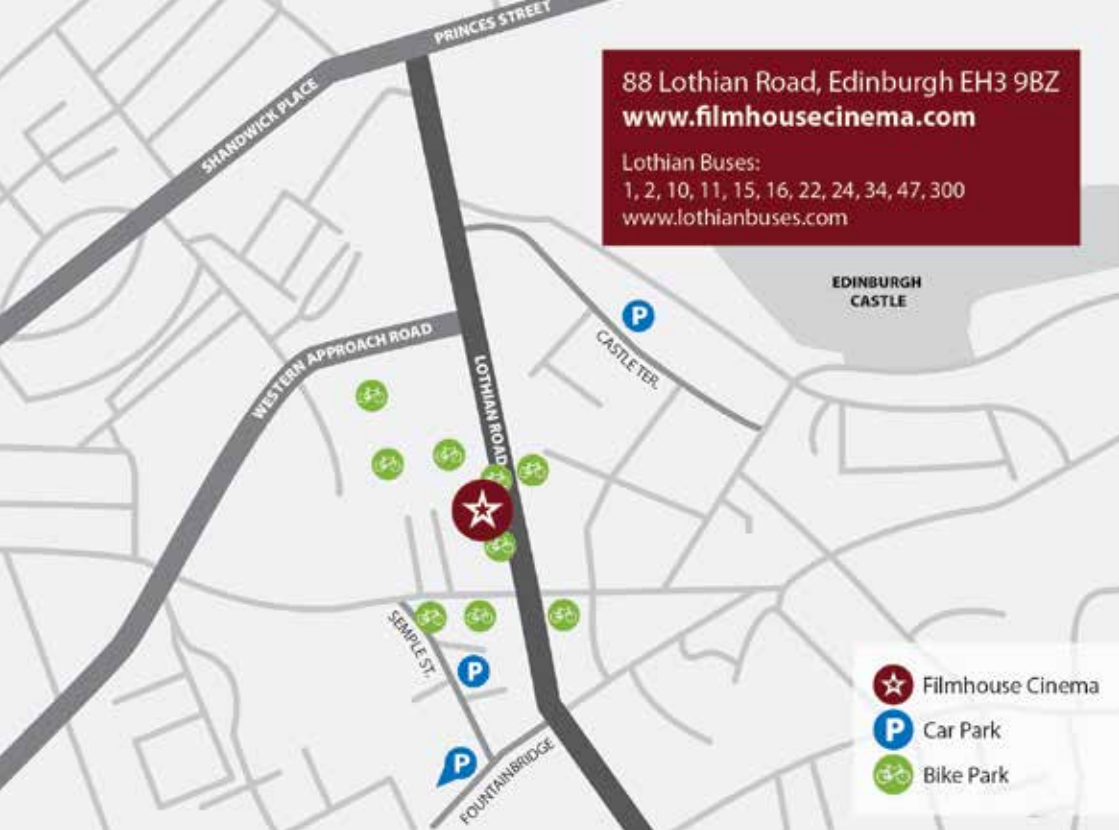 PRINCES STREET
SHANDWICK PLACE
88 Lothian Road, Edinburgh EH3 9BZ
www.filmhousecinema.com
Lothian Buses:
1, 2, 10, 11, 15, 16, 22, 24, 34, 47, 300
www.lothianbuses.com
EDINBURGH
CASTLE
P
CASTLE TER.
WESTERN APPROACH ROAD
LOTHIAN ROAD
SEMPLE ST.
P
P
FOUNTAINBRIDGE
Filmhouse Cinema
P Car Park
Bike Park